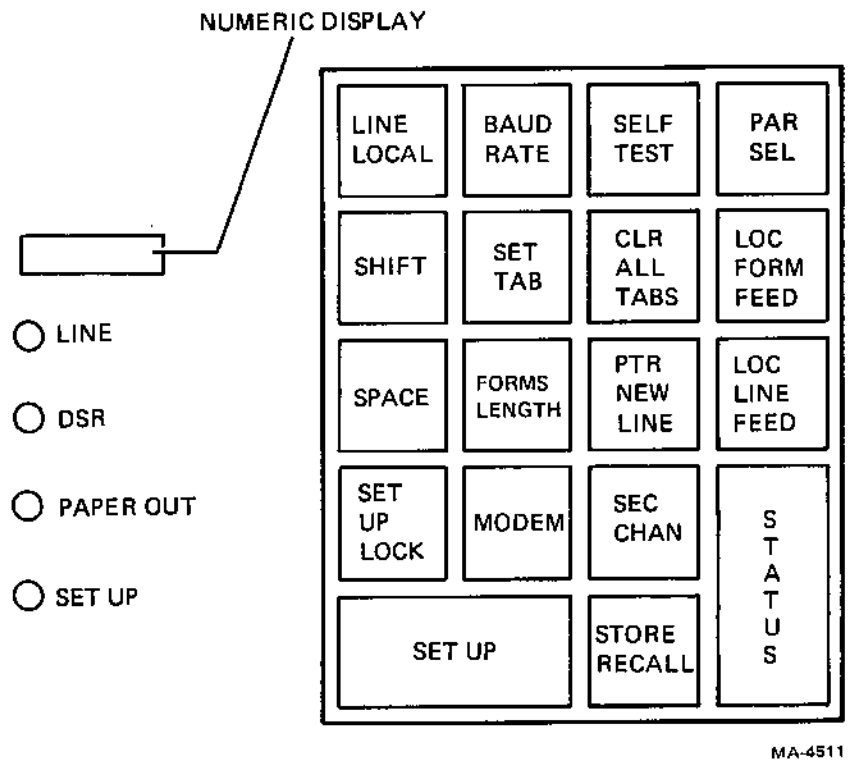 NUMERIC DISPLAY
LINE
LOCAL
BAUD
RATE
SELF
TEST
PAR
SEL
SHIFT
SET
TAB
CLR
ALL
TABS
LOC
FORM
FEED
LINE
DSR
PAPER OUT
SET UP
SPACE
FORMS
LENGTH
PTR
NEW
LINE
LOC
LINE
FEED
SET
UP
LOCK
MODEM
SEC
CHAN
STATUS
SET UP
STORE
RECALL
MA-4511